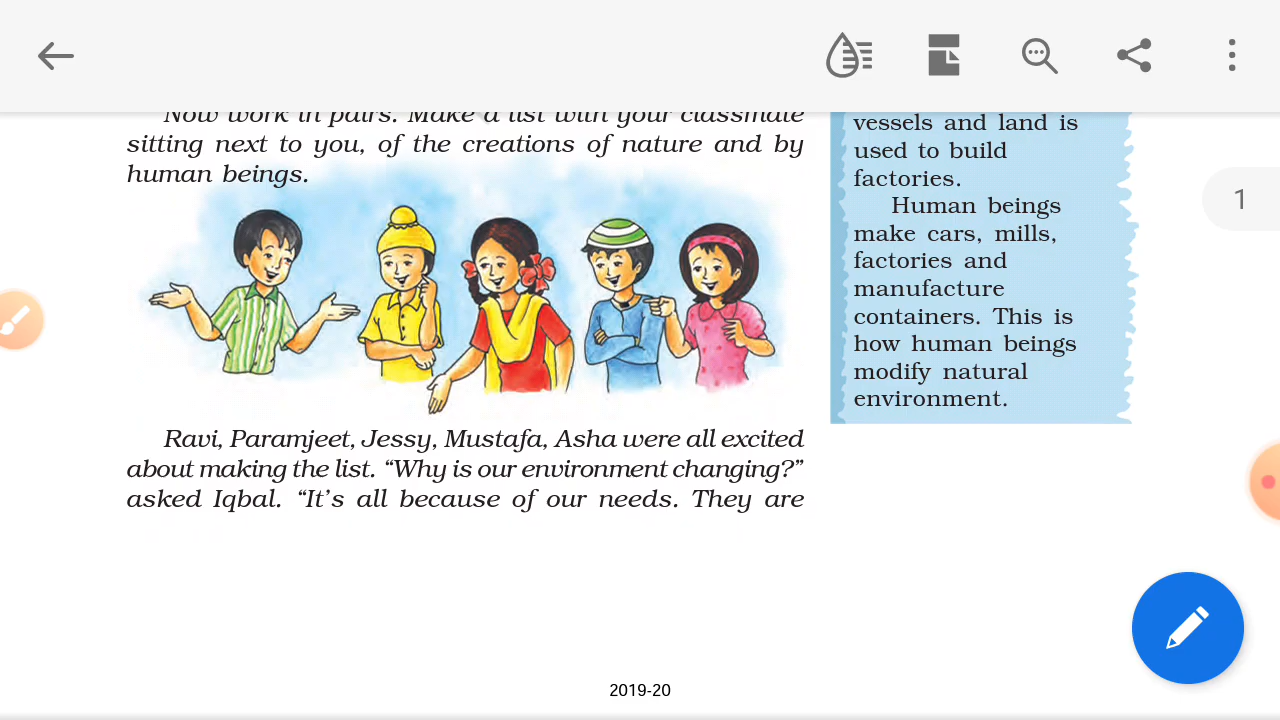 Now work in pairs. Make a list with your classmate
sitting next to you, of the creations of nature and by
human beings.
Ravi, Paramjeet, Jessy, Mustafa, Asha were all excited
about making the list. “Why is our environment changing?”
asked Iqbal. “It’s all because of our needs. They are
vessels and land is
used to build
factories.
Human beings
make cars, mills,
factories and
manufacture
containers. This is
how human beings
modify natural
environment.
1
2019-20